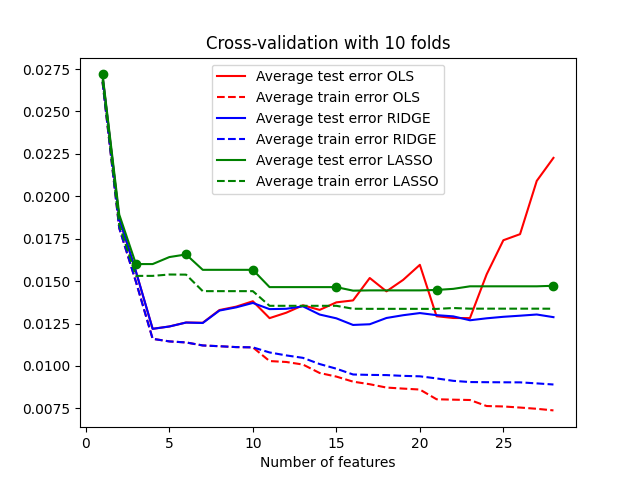 Cross-validation with 10 folds
Average test error OLS
Average train error OLS
Average test error RIDGE
Average train error RIDGE
Average test error LASSO
Average train error LASSO
0.0275
0.0250
0.0225
0.0200
0.0175
0.0150
0.0125
0.0100
0.0075
0 5 10 15 20 25
Number of features